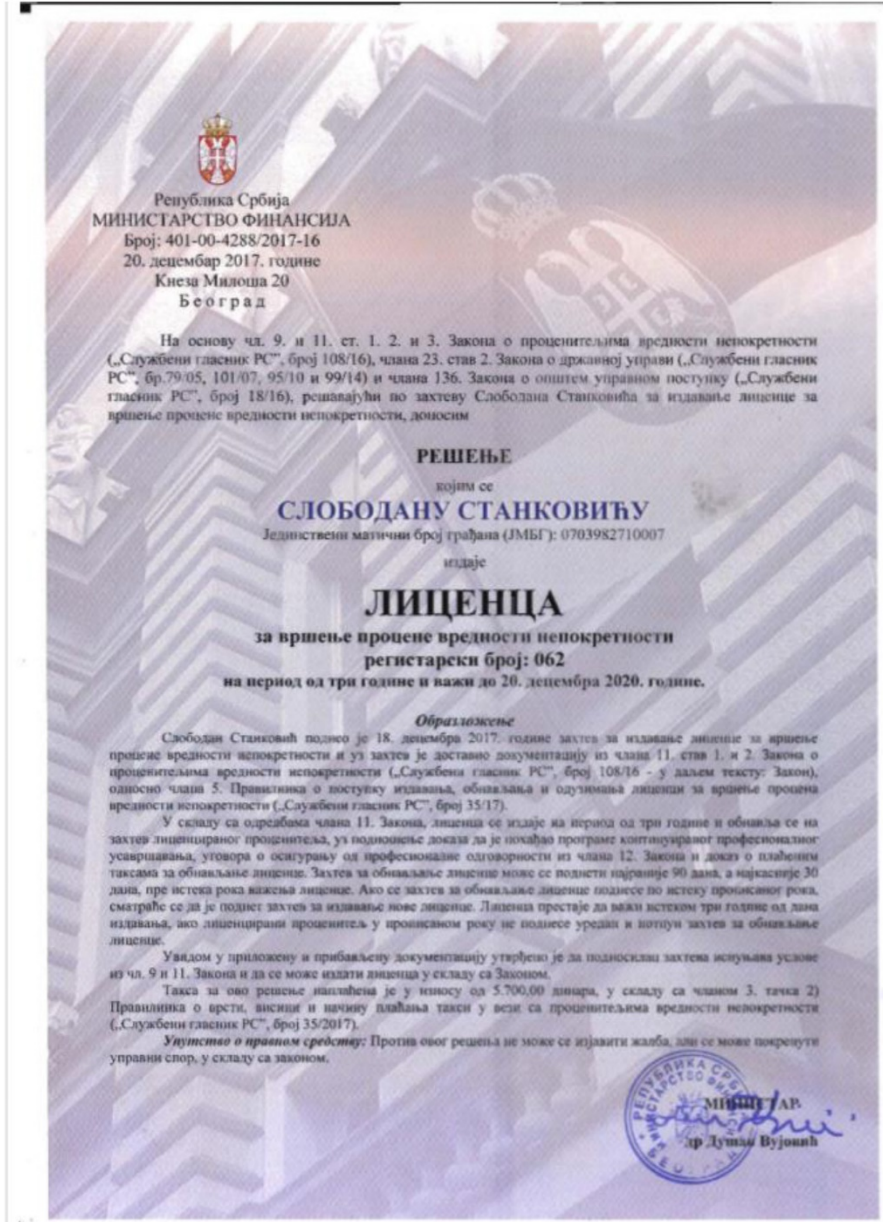 Република Србија
МИНИСТАРСТВО ФИНАНСИЈА
Број: 401-00-4288/2017-16
20. децембар 2017. године
Кнеза Милоша 20
Београд
На основу чл. 9. и 11. ст. 1. 2. и 3. Закона о проценитељима вредности непокретности
(„Службени гласник РС”, број 108/16), члана 23. став 2. Закона о државној управи („Службени гласник
РС”, бр.79/05, 101/07, 95/10 и 99/14) и члана 136. Закона о општем управном поступку („Службени
гласник РС”, број 18/16), решавајући по захтеву Слободана Станковића за издавање лиценце за
вршење процене вредности непокретности, доносим
РЕШЕЊЕ
којим се
СЛОБОДАНУ СТАНКОВИЋУ
Јединствени матични број грађана (ЈМБГ): 0703982710007
издаје
ЛИЦЕНЦА
за вршење процене вредности непокретности
регистарски број: 062
на период од три године и важи до 20. децембра 2020. године.
Образложење
Слободан Станковић поднео је 18. децембра 2017. године захтев за издавање лиценце за вршење
процене вредности непокретности и уз захтев је доставио документацију из члана 11. став 1. и 2. Закона о
проценитељима вредности непокретности („Службени гласник РС”, број 108/16 - у даљем тексту: Закон),
односно члана 5. Правилника о поступку издавања, обнављања и одузимања лиценци за вршење процена
вредности непокретности („Службени гласник РС”, број 35/17).
У складу са одредбама члана 11. Закона, лиценца се издаје на период од три године и обнавља се на
захтев лиценцираног проценитеља, уз подношење доказа да је похађао програме континуираног професионалног
усавршавања, уговора о осигурању од професионалне одговорности из члана 12. Закона и доказ о плаћеним
таксама за обнављање лиценце. Захтев за обнављање лиценце може се поднети најраније 90 дана, а најкасније 30
дана, пре истека рока важења лиценце. Ако се захтев за обнављање лиценце поднесе по истеку прописаног рока,
сматраће се да је поднет захтев за издавање нове лиценце. Лиценца престаје да важи истеком три године од дана
издавања, ако лиценцирани проценитељ у прописаном року не поднесе уредан и потпун захтев за обнављање
лиценце.
Увидом у приложену и прибављену документацију утврђено је да подносилац захтева испуњава услове
из чл. 9 и 11. Закона и да се може издати лиценца у складу са Законом.
Такса за ово решење наплаћена је у износу од 5.700,00 динара, у складу са чланом 3. тачка 2)
Правилника о врсти, висини и начину плаћања такси у вези са проценитељима вредности непокретности
(„Службени гласник РС”, број 35/2017).
Упутство о правном средству: Против овог решења не може се изјавити жалба, али се може покренути
управни спор, у складу са законом.
МИНИСТАР
др Душан Вујовић